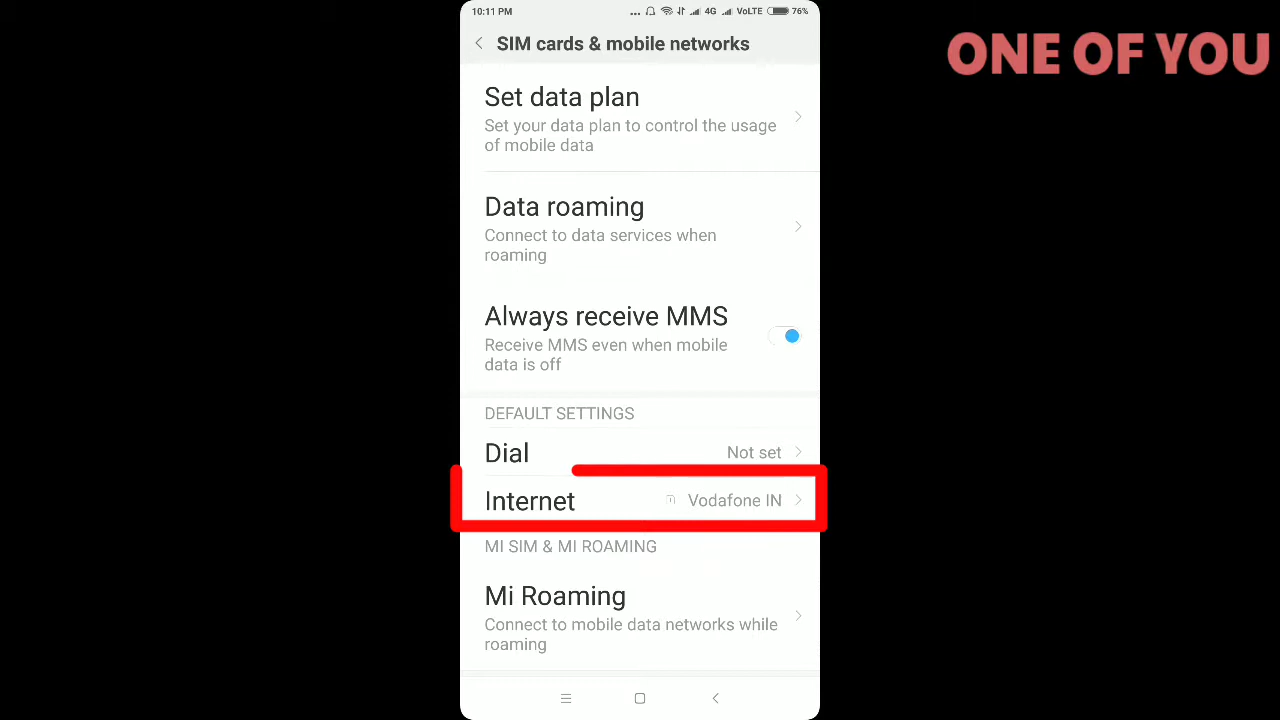 10:11 PM ... 4G VoLTE 76%
ONE OF YOU
SIM cards & mobile networks
Set data plan
Set your data plan to control the usage
of mobile data
Data roaming
Connect to data services when
roaming
Always receive MMS
Receive MMS even when mobile
data is off
DEFAULT SETTINGS
Dial Not set
Internet 1 Vodafone IN
MI SIM & MI ROAMING
Mi Roaming
Connect to mobile data networks while
roaming